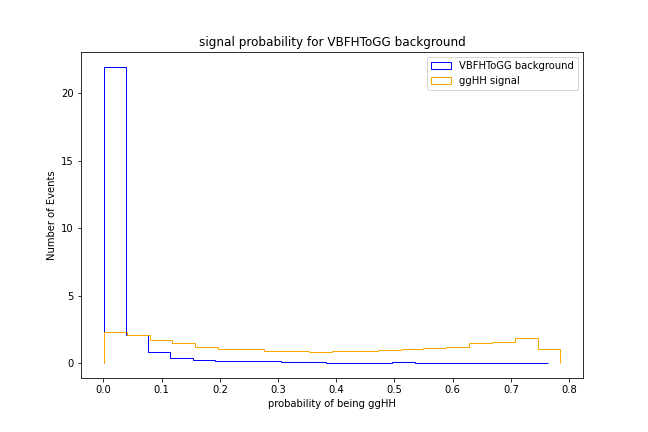 signal probability for VBFHToGG background
VBFHToGG background
ggHH signal
Number of Events
20
15
10
5
0
0.0 0.1 0.2 0.3 0.4 0.5 0.6 0.7 0.8
probability of being ggHH